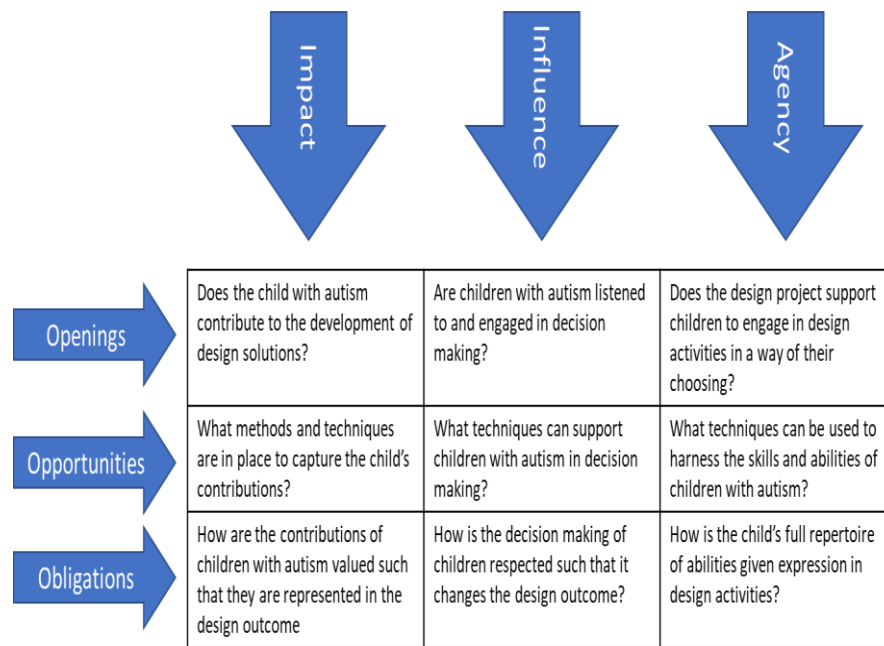 Impact
Influence
Agency
Openings
Does the child with autism
contribute to the development of
design solutions?
Are children with autism listened
to and engaged in decision
making?
Does the design project support
children to engage in design
activities in a way of their
choosing?
Opportunities
What methods and techniques
are in place to capture the child's
contributions?
What techniques can support
children with autism in decision
making?
What techniques can be used to
harness the skills and abilities of
children with autism?
Obligations
How are the contributions of
children with autism valued such
that they are represented in the
design outcome
How is the decision making of
children respected such that it
changes the design outcome?
How is the child's full repertoire
of abilities given expression in
design activities?